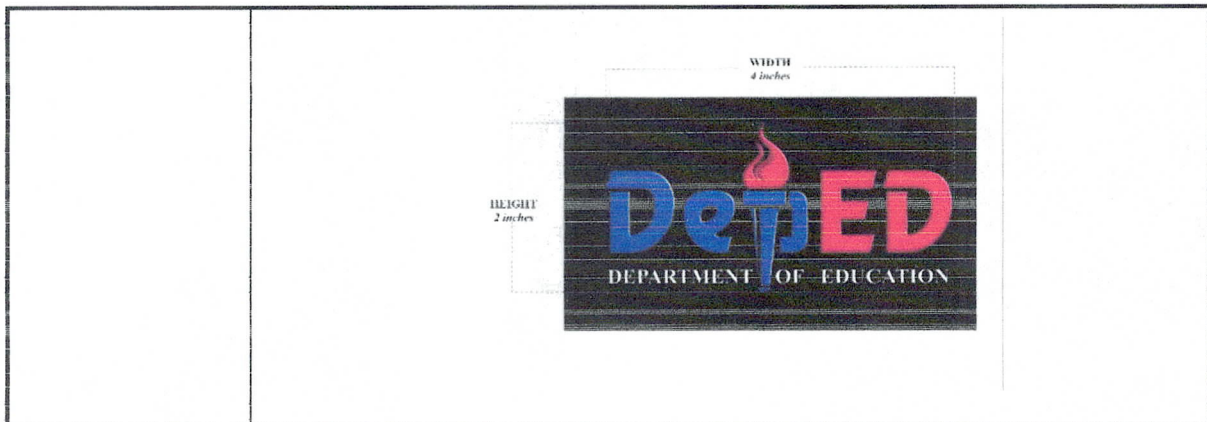 WIDTH
4 inches
HEIGHT
2 inches
DepED
DEPARTMENT OF EDUCATION